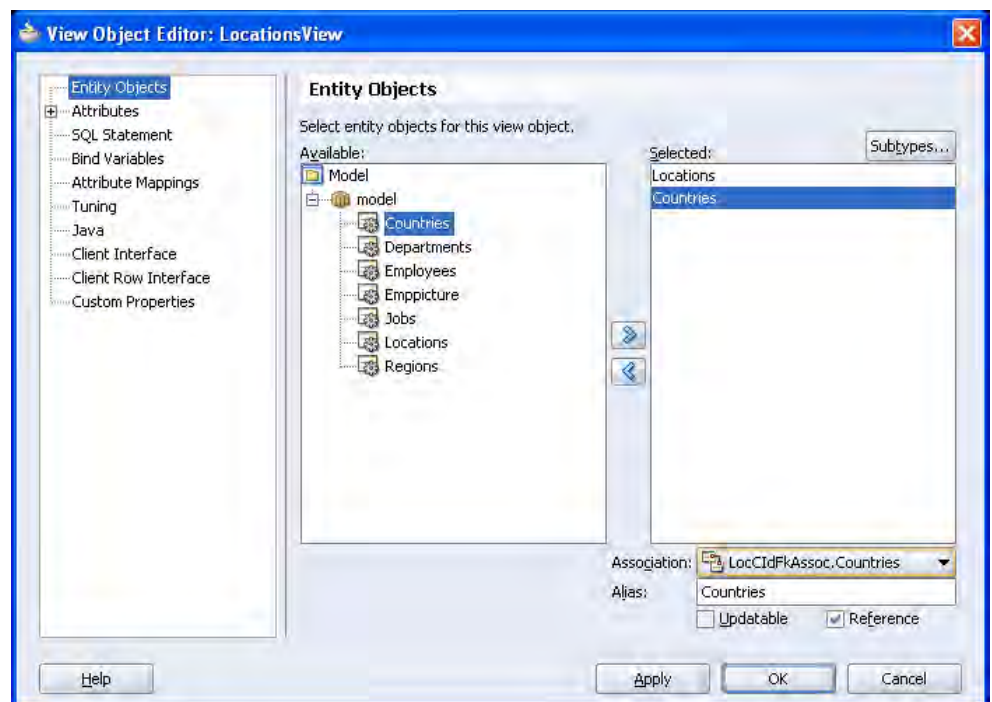 View Object Editor: LocationsView
Entity Objects
Attributes
SQL Statement
Bind Variables
Attribute Mappings
Tuning
Java
Client Interface
Client Row Interface
Custom Properties
Entity Objects
Select entity objects for this view object.
Available:
Model
model
Countries
Departments
Employees
Emppicture
Jobs
Locations
Regions
Selected:
Subtypes...
Locations
Countries
Association: LocCIdFkAssoc.Countries
Alias: Countries
Updatable Reference
Help Apply OK Cancel